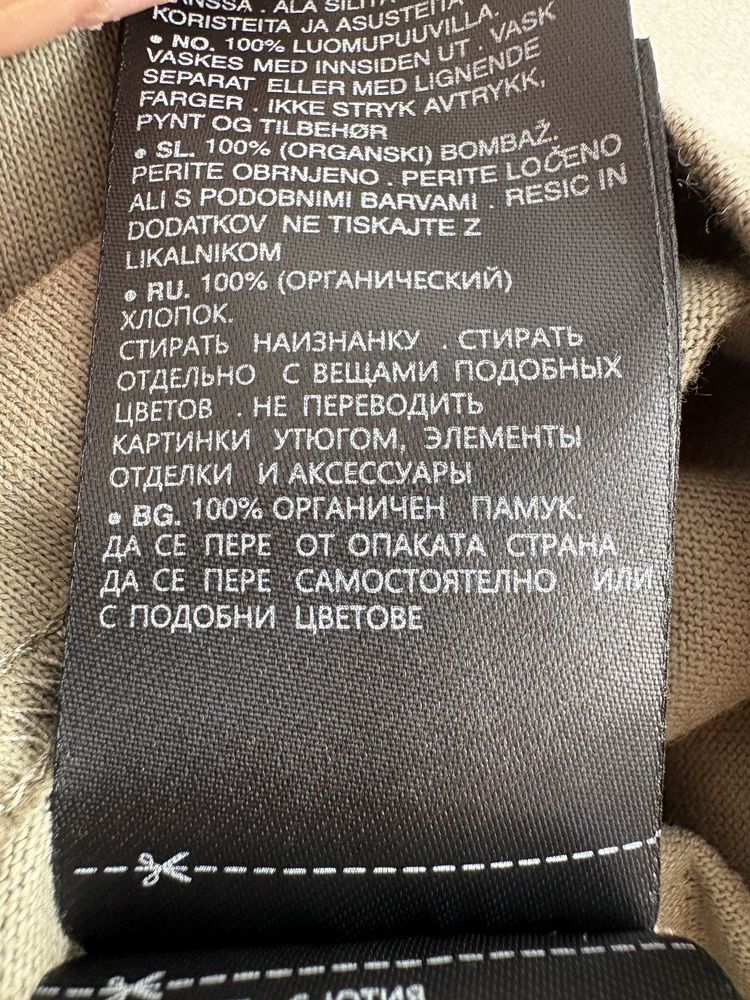 ÄLÄ SILITÄ
KORISTEITA JA ASUSTEITA
• NO. 100% LUOMUPUUVILLA.
VASKES MED INNSIDEN UT . VASK
SEPARAT ELLER MED LIGNENDE
FARGER . IKKE STRYK AVTRYKK,
PYNT OG TILBEHØR
• SL. 100% (ORGANSKI) BOMBAŽ.
PERITE OBRNJENO . PERITE LOČENO
ALI S PODOBNIMI BARVAMI . RESIC IN
DODATKOV NE TISKAJTE Z
LIKALNIKOM
• RU. 100% (ОРГАНИЧЕСКИЙ)
ХЛОПОК.
СТИРАТЬ НАИЗНАНКУ . СТИРАТЬ
ОТДЕЛЬНО С ВЕЩАМИ ПОДОБНЫХ
ЦВЕТОВ . НЕ ПЕРЕВОДИТЬ
КАРТИНКИ УТЮГОМ, ЭЛЕМЕНТЫ
ОТДЕЛКИ И АКСЕССУАРЫ
• BG. 100% ОРГАНИЧЕН ПАМУК.
ДА СЕ ПЕРЕ ОТ ОПАКАТА СТРАНА .
ДА СЕ ПЕРЕ САМОСТОЯТЕЛНО ИЛИ
С ПОДОБНИ ЦВЕТОВЕ